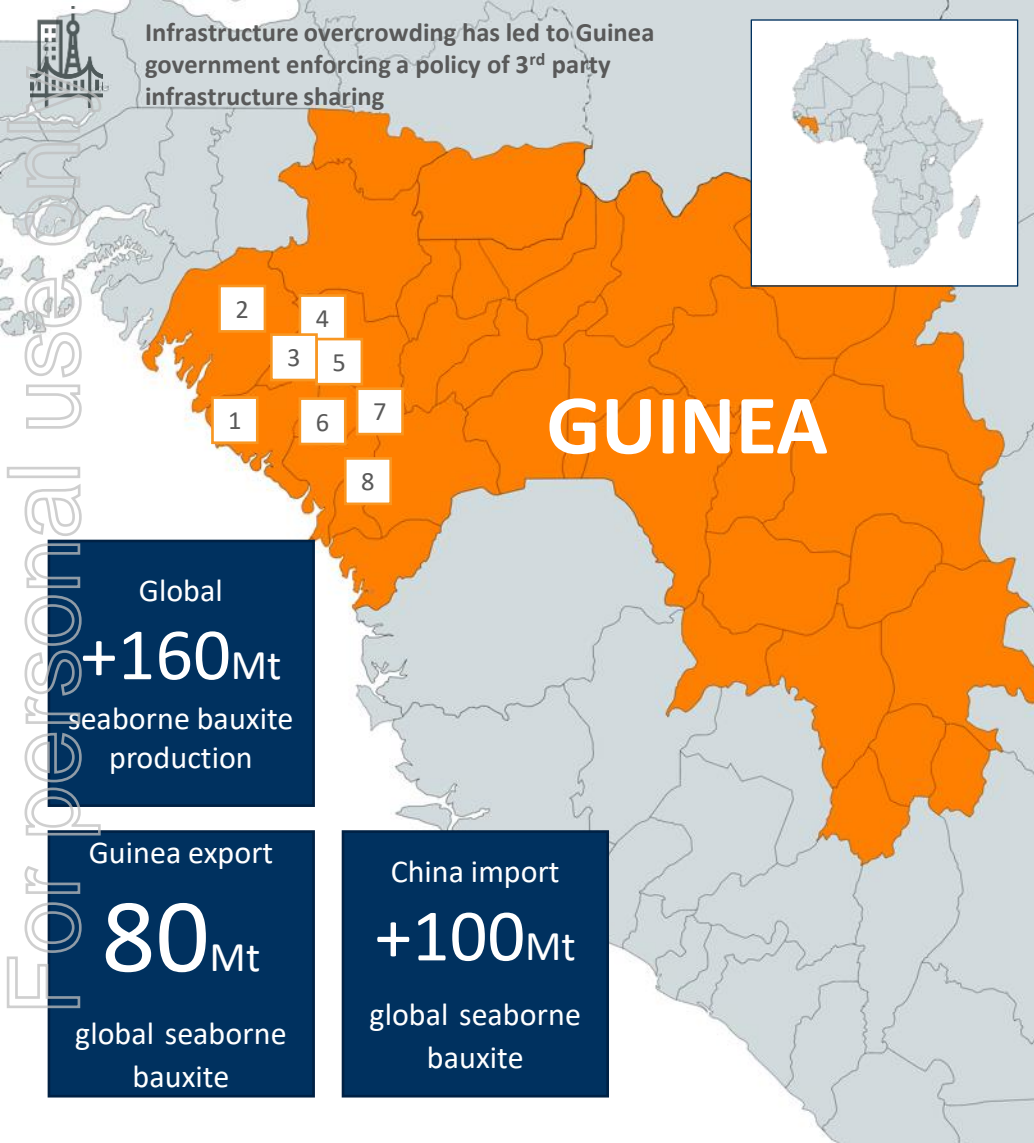 Infrastructure overcrowding has led to Guinea
government enforcing a policy of 3rd party
infrastructure sharing
2
4
3
5
1
6
7
8
GUINEA
Global
+160Mt
seaborne bauxite
production
Guinea export
80Mt
global seaborne
bauxite
China import
+100Mt
global seaborne
bauxite
For personal use only